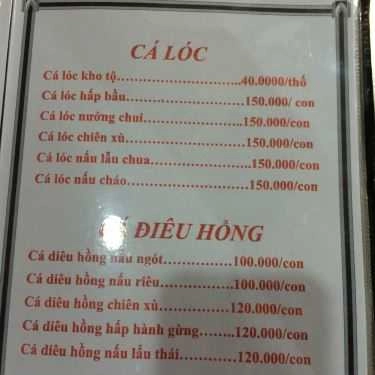 CÁ LÓC
Cá lóc kho tộ……………………..40.0000/thố
Cá lóc hấp bầu……………………150.000/ con
Cá lóc nướng chui………………...150.000/con
Cá lóc chiên xù……………………150.000/con
Cá lóc nấu lẩu chua………………..150.000/con
Cá lóc nấu cháo……………………150.000/con
CÁ DIÊU HỒNG
Cá diêu hồng nấu ngót……………100.000/con
Cá diêu hồng nấu riêu……………..100.000/con
Cá diêu hồng chiên xù……………120.000/con
Cá diêu hồng hấp hành gừng……..120.000/con
Cá diêu hồng nấu lẩu thái…………120.000/con